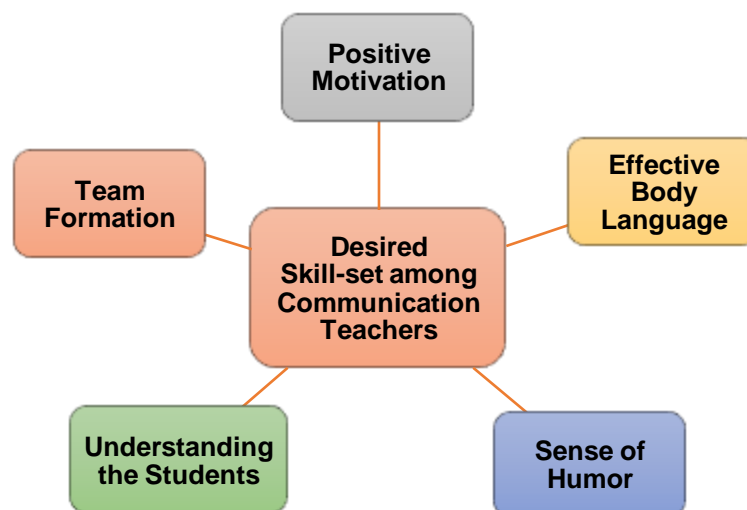 Positive
Motivation
Team
Formation
Effective
Body
Language
Desired
Skill-set among
Communication
Teachers
Understanding
the Students
Sense of
Humor